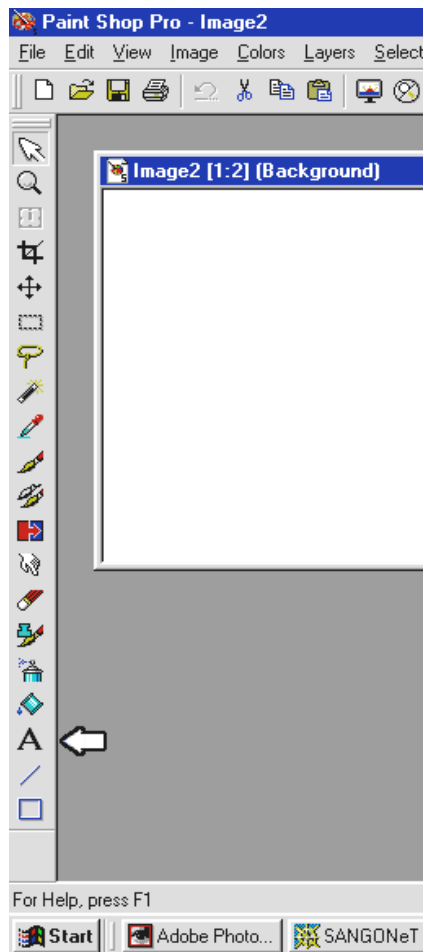 Paint Shop Pro - Image2
File Edit View Image Colors Layers Select
Image2 [1:2] (Background)
A
For Help, press F1
Start Adobe Photo... SANGONeT